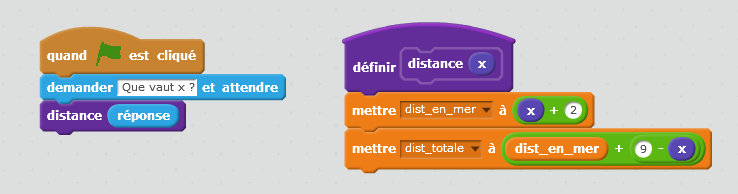 quand est cliqué
demander Que vaut x ? et attendre
distance réponse
définir distance x
mettre dist_en_mer à x + 2
mettre dist_totale à dist_en_mer + 9 - x